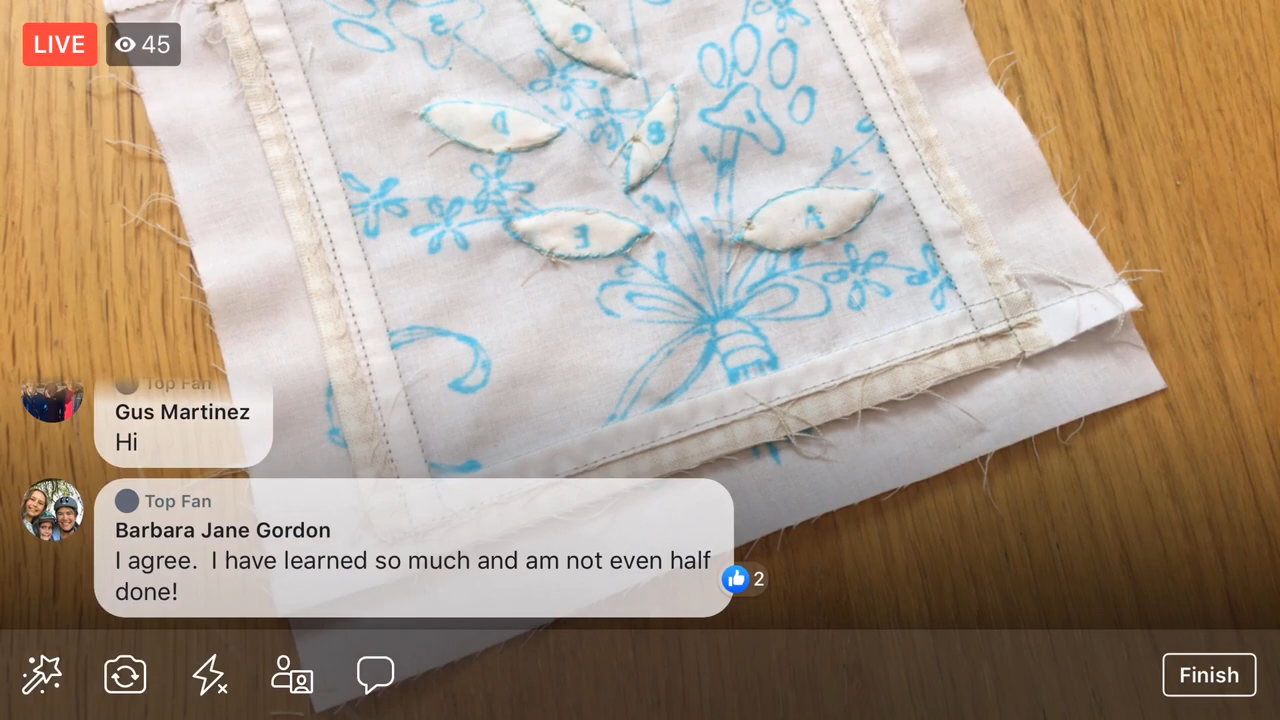 LIVE
45
Top Fan
Gus Martinez
Hi
Top Fan
Barbara Jane Gordon
I agree. I have learned so much and am not even half
done!
2
Finish